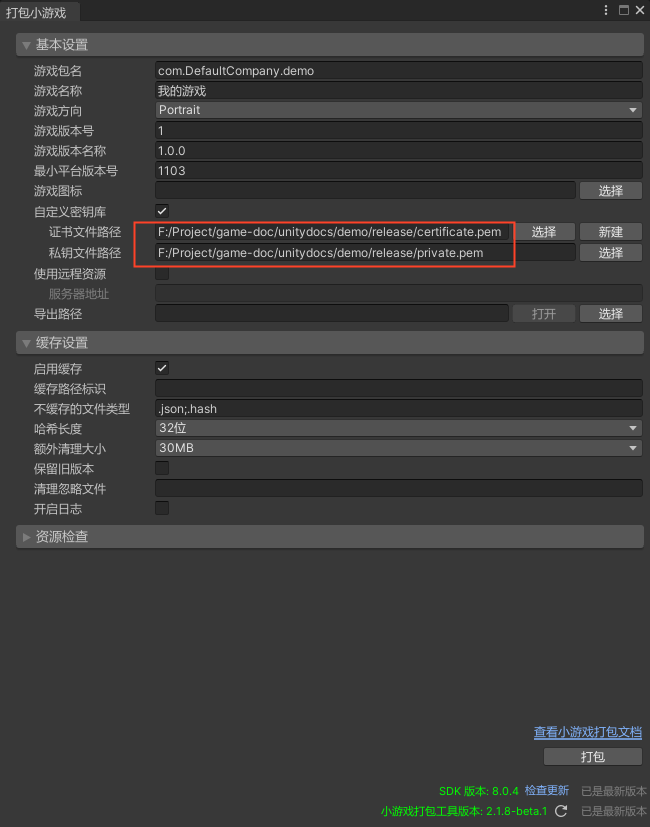 打包小游戏
基本设置
游戏包名 com.DefaultCompany.demo
游戏名称 我的游戏
游戏方向 Portrait
游戏版本号 1
游戏版本名称 1.0.0
最小平台版本号 1103
游戏图标 选择
自定义密钥库
证书文件路径 F:/Project/game-doc/unitydocs/demo/release/certificate.pem 选择 新建
私钥文件路径 F:/Project/game-doc/unitydocs/demo/release/private.pem 选择
使用远程资源
服务器地址
导出路径 打开 选择
缓存设置
启用缓存
缓存路径标识
不缓存的文件类型 .json;.hash
哈希长度 32位
额外清理大小 30MB
保留旧版本
清理忽略文件
开启日志
资源检查
查看小游戏打包文档
打包
SDK 版本: 8.0.4 检查更新 已是最新版本
小游戏打包工具版本: 2.1.8-beta.1 已是最新版本